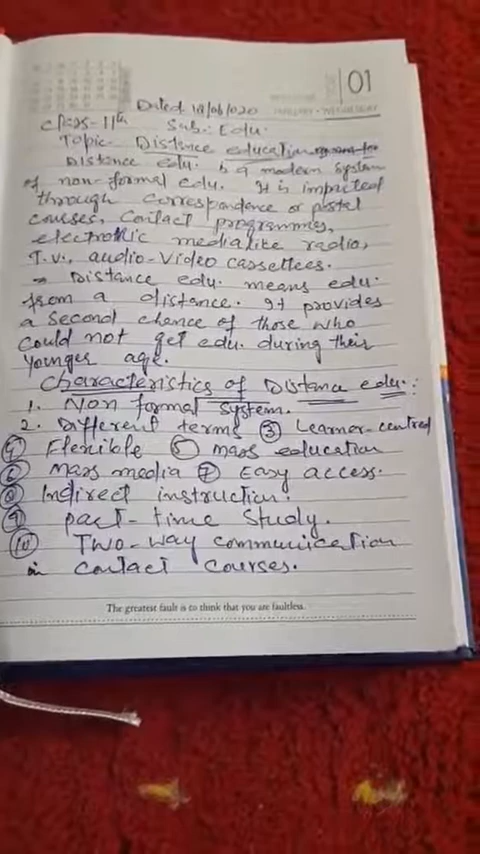 01
Dated 18/06/020
Class-11th Sub: Edu.
Topic- Distance education
Distance edu. is a modern system
of non-formal edu. It is imparted
through correspondence or postal
courses, Contact programmes,
electronic media like radio,
T.V., audio-Video cassettees.
→ Distance edu. means edu.
from a distance. It provides
a second chance of those who
could not get edu. during their
younger age.
Characteristics of Distance edu.:
1. Non formal system.
2. Different terms ③ Learner-centred
④ Flexible ⑤ mass education
⑥ Mass media ⑦ Easy access.
⑧ Indirect instruction.
⑨ part-time study.
⑩ Two-way communication
in contact courses.
The greatest fault is to think that you are faultless.